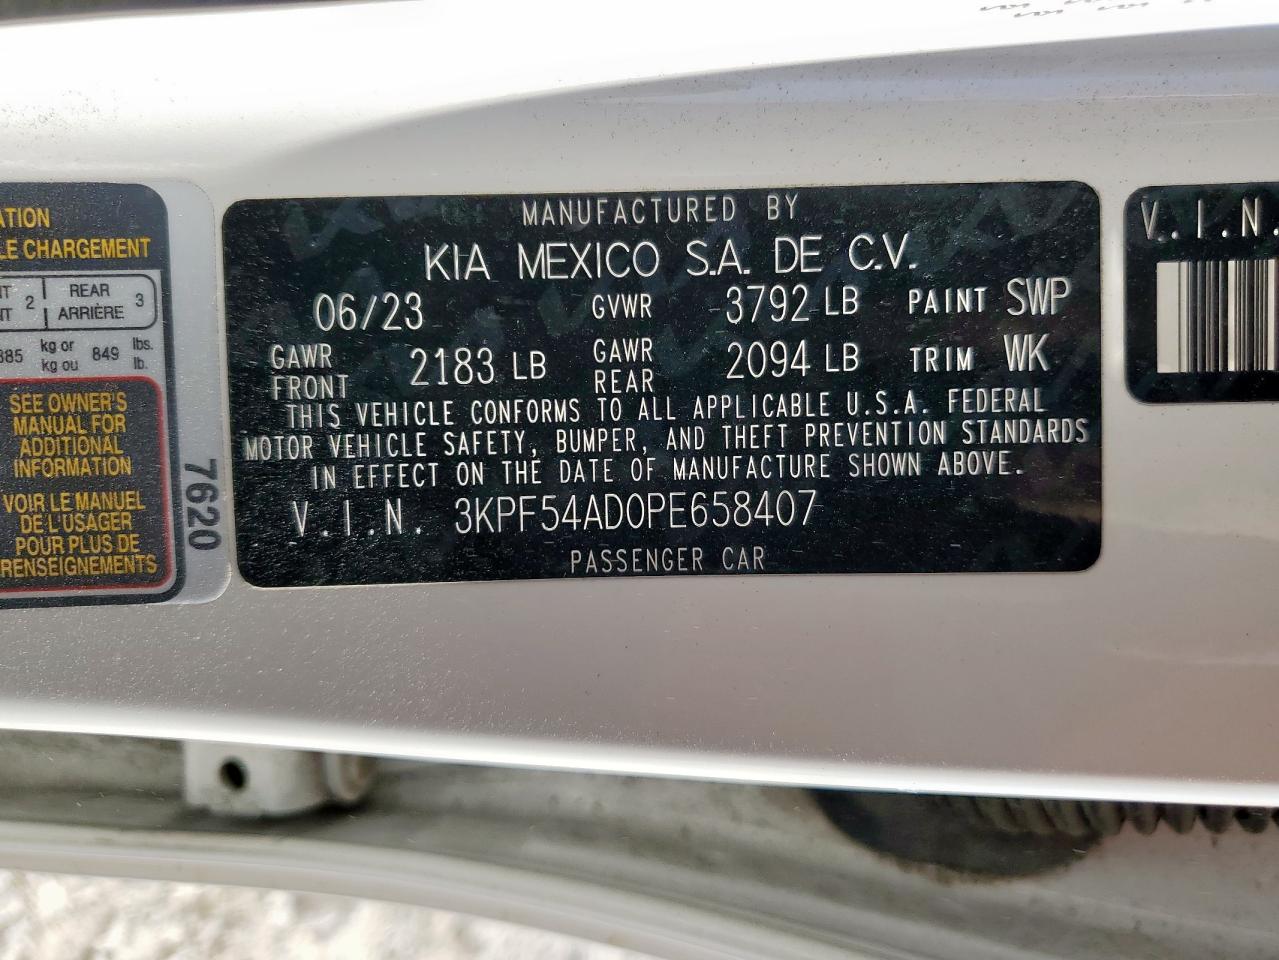 ATION
LE CHARGEMENT
NT 2 REAR 3
NT ARRIÈRE
385 kg or 849 lbs.
kg ou lb.
SEE OWNER'S
MANUAL FOR
ADDITIONAL
INFORMATION
VOIR LE MANUEL
DE L'USAGER
POUR PLUS DE
RENSEIGNEMENTS
7620
MANUFACTURED BY
KIA MEXICO S.A. DE C.V.
06/23 GVWR 3792 LB PAINT SWP
GAWR FRONT 2183 LB GAWR REAR 2094 LB TRIM WK
THIS VEHICLE CONFORMS TO ALL APPLICABLE U.S.A. FEDERAL
MOTOR VEHICLE SAFETY, BUMPER, AND THEFT PREVENTION STANDARDS
IN EFFECT ON THE DATE OF MANUFACTURE SHOWN ABOVE.
V.I.N. 3KPF54AD0PE658407
PASSENGER CAR
V.I.N.